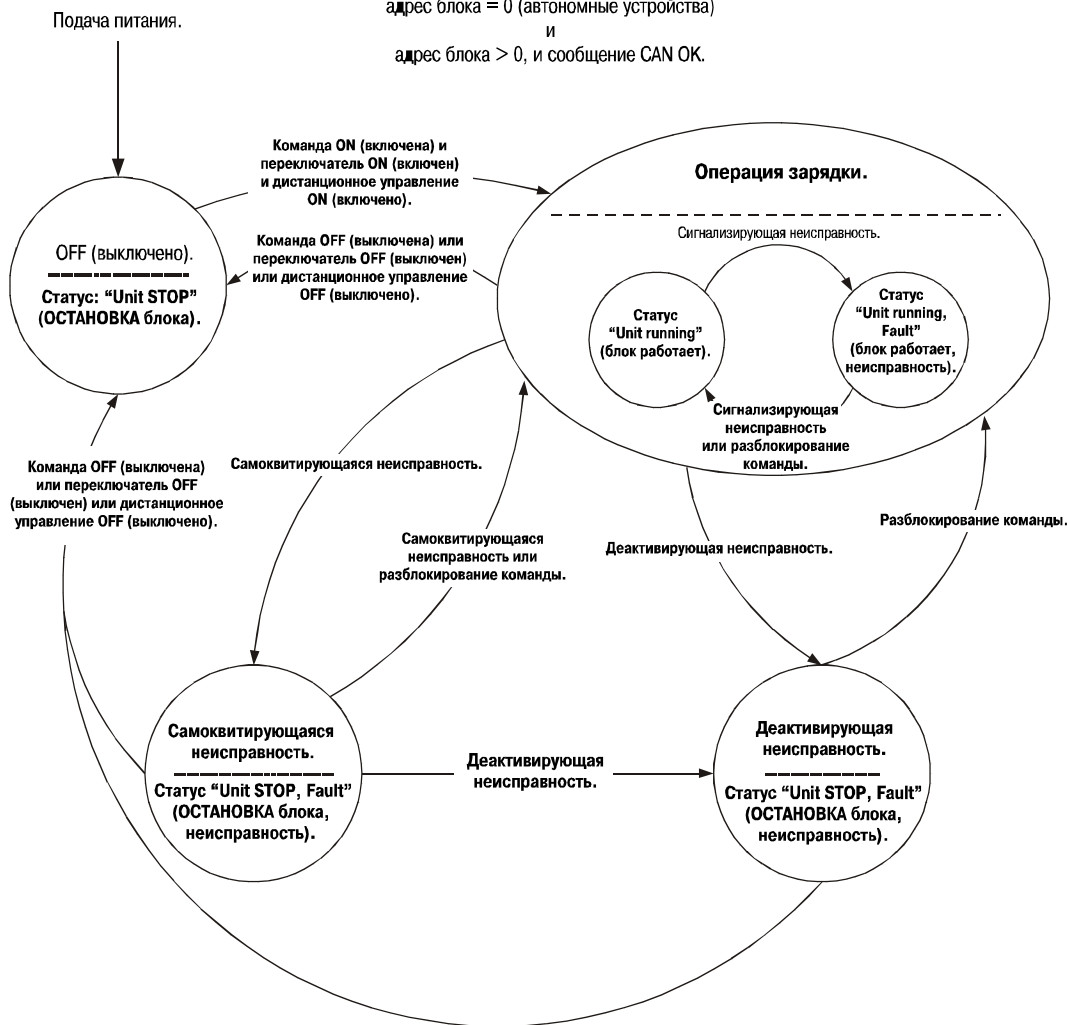 адрес блока = 0 (автономные устройства)
и
адрес блока > 0, и сообщение CAN OK.
Подача питания.
Команда ON (включена) и
переключатель ON (включен)
и дистанционное управление
ON (включено).
Операция зарядки.
Сигнализирующая неисправность.
OFF (выключено).
Статус: “Unit STOP”
(ОСТАНОВКА блока).
Команда OFF (выключена) или
переключатель OFF (выключен)
или дистанционное управление
OFF (выключено).
Статус
“Unit running”
(блок работает).
Статус
“Unit running,
Fault”
(блок работает,
неисправность).
Сигнализирующая
неисправность
или разблокирование
команды.
Команда OFF (выключена)
или переключатель OFF
(выключен) или дистанционное
управление OFF (выключено).
Самоквитирующаяся неисправность.
Самоквитирующаяся
неисправность или
разблокирование команды.
Деактивирующая неисправность.
Разблокирование команды.
Самоквитирующаяся
неисправность.
Статус “Unit STOP, Fault”
(ОСТАНОВКА блока,
неисправность).
Деактивирующая
неисправность.
Деактивирующая
неисправность.
Статус “Unit STOP, Fault”
(ОСТАНОВКА блока,
неисправность).